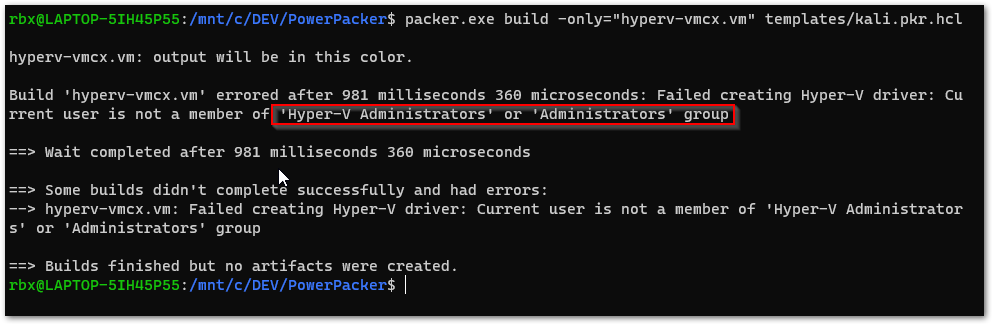 rbx@LAPTOP-5IH45P55:/mnt/c/DEV/PowerPacker$ packer.exe build -only="hyperv-vmcx.vm" templates/kali.pkr.hcl
hyperv-vmcx.vm: output will be in this color.
Build 'hyperv-vmcx.vm' errored after 981 milliseconds 360 microseconds: Failed creating Hyper-V driver: Cu
rrent user is not a member of 'Hyper-V Administrators' or 'Administrators' group
==> Wait completed after 981 milliseconds 360 microseconds
==> Some builds didn't complete successfully and had errors:
--> hyperv-vmcx.vm: Failed creating Hyper-V driver: Current user is not a member of 'Hyper-V Administrator
s' or 'Administrators' group
==> Builds finished but no artifacts were created.
rbx@LAPTOP-5IH45P55:/mnt/c/DEV/PowerPacker$